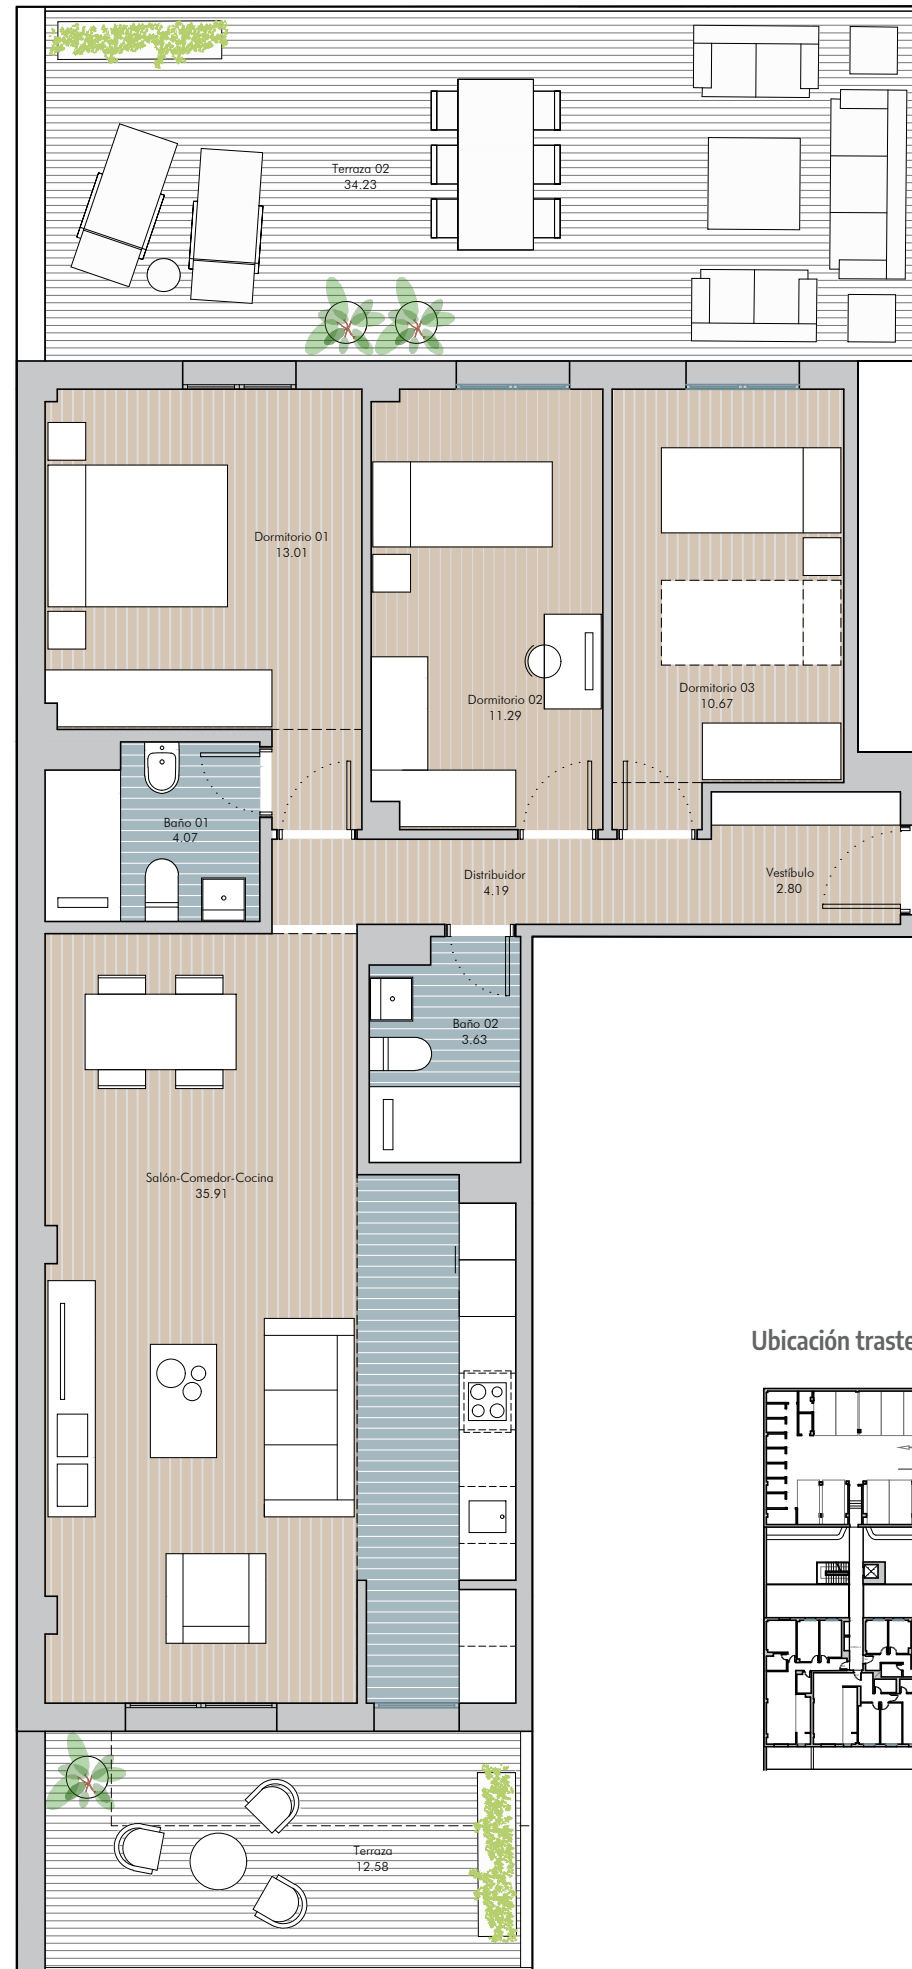 Terraza 02
34.23
Dormitorio 01
13.01
Dormitorio 02
11.29
Dormitorio 03
10.67
Baño 01
4.07
Distribuidor
4.19
Vestíbulo
2.80
Baño 02
3.63
Salón-Comedor-Cocina
35.91
Ubicación traste
Terraza
12.58